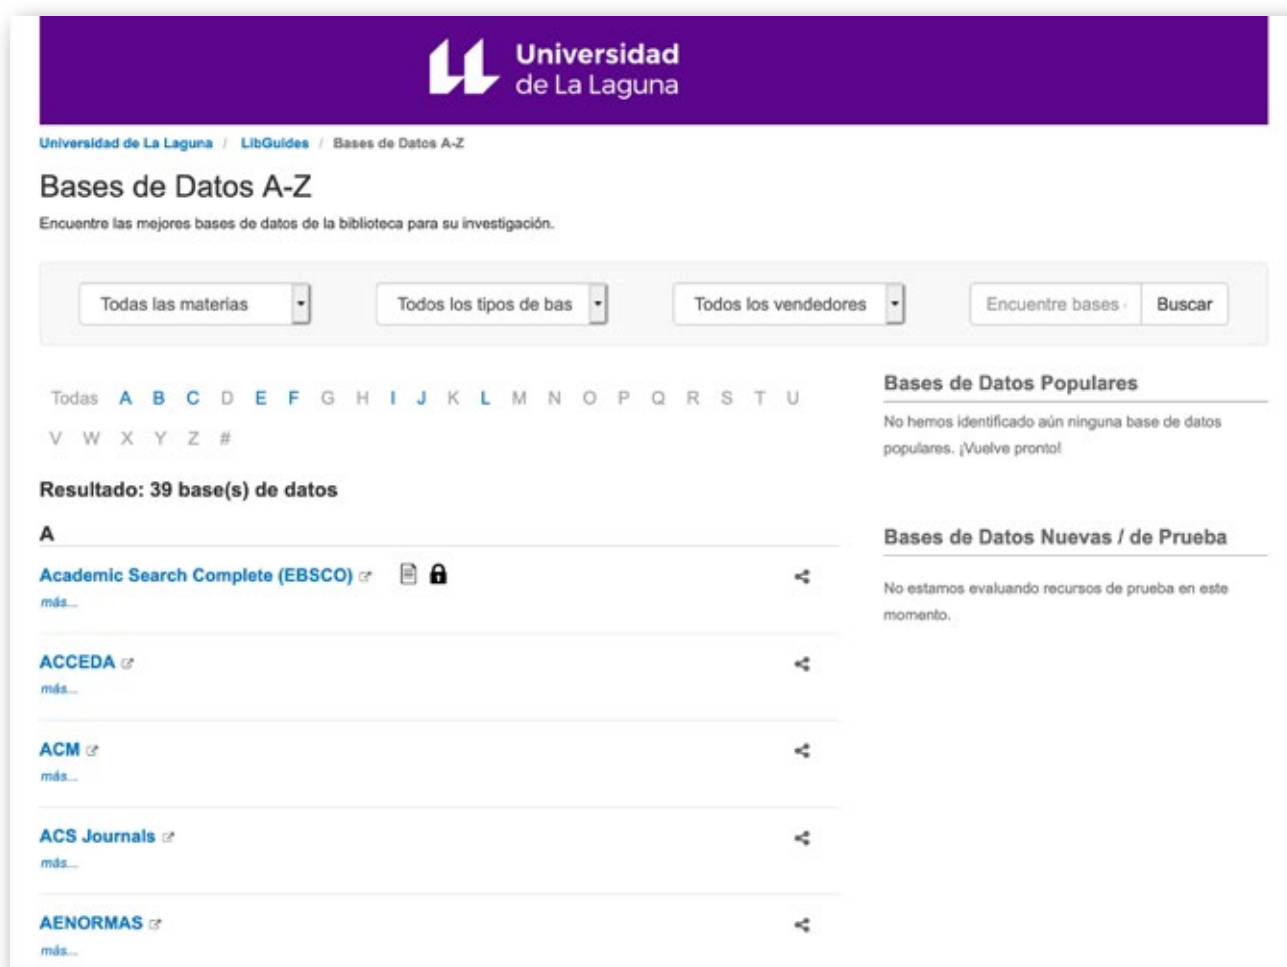 Universidad
de La Laguna
Universidad de La Laguna / LibGuides / Bases de Datos A-Z
Bases de Datos A-Z
Encuentre las mejores bases de datos de la biblioteca para su investigación.
Todas las materias
Todos los tipos de bas
Todos los vendedores
Encuentre bases
Buscar
Todas A B C D E F G H I J K L M N O P Q R S T U
V W X Y Z #
Resultado: 39 base(s) de datos
A
Academic Search Complete (EBSCO)
más...
ACCEDA
más...
ACM
más...
ACS Journals
más...
AENORMAS
más...
Bases de Datos Populares
No hemos identificado aún ninguna base de datos
populares. ¡Vuelve pronto!
Bases de Datos Nuevas / de Prueba
No estamos evaluando recursos de prueba en este
momento.